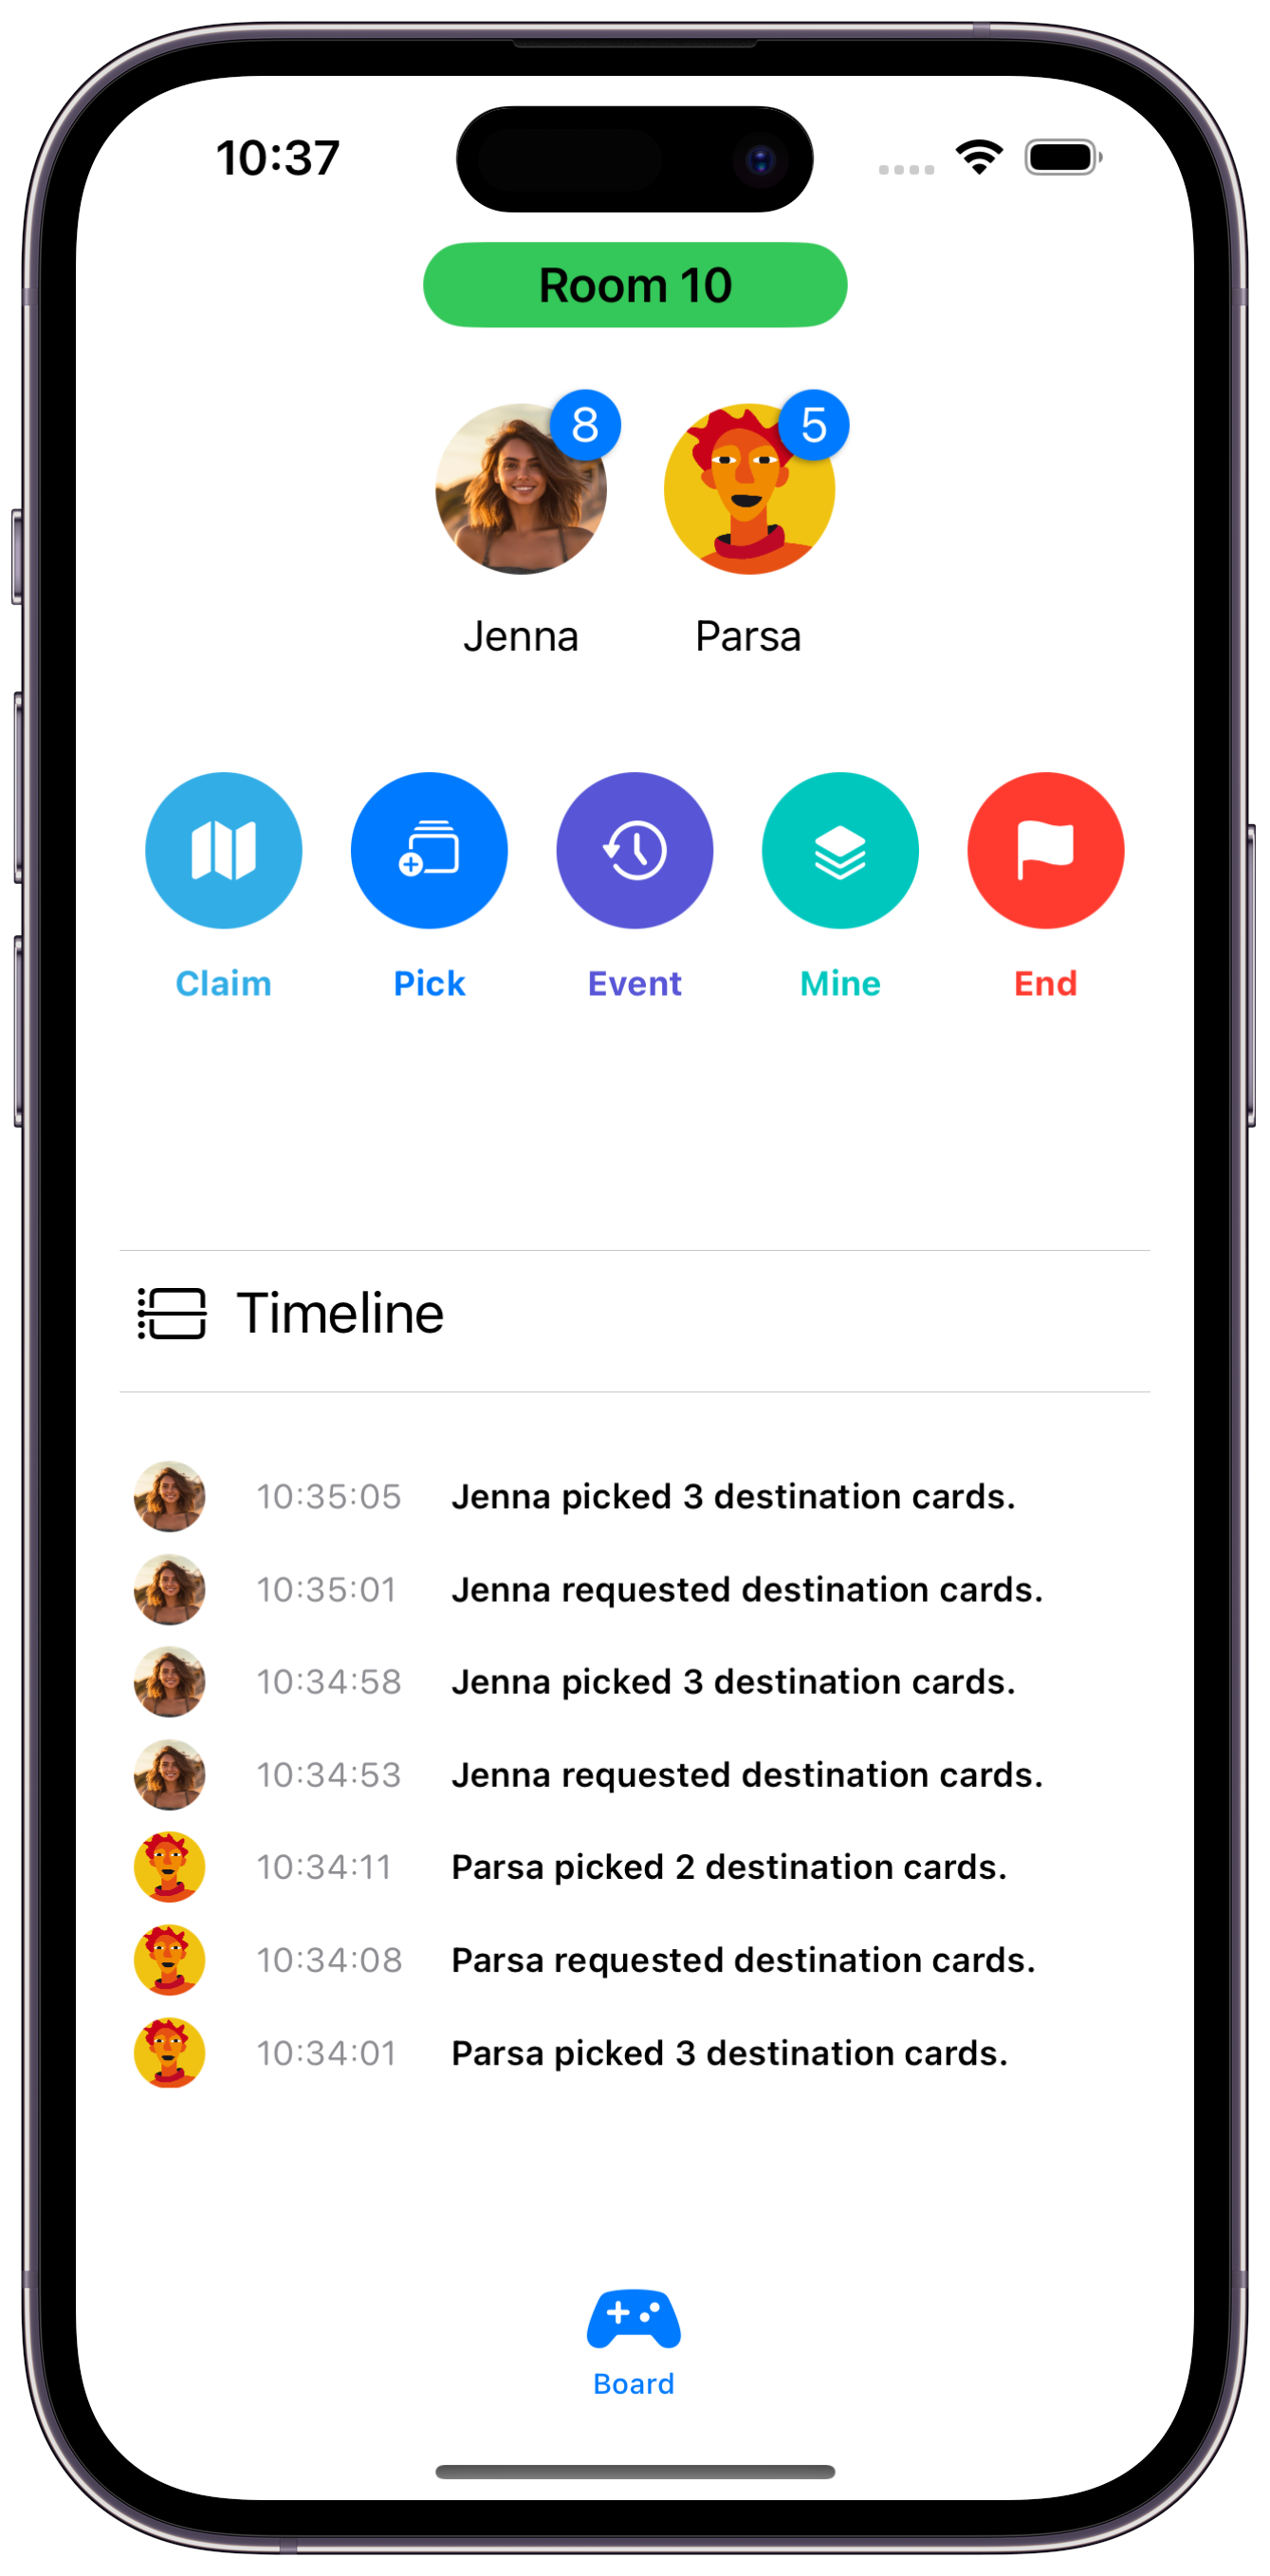 10:37
Room 10
8
5
Jenna
Parsa
Claim
Pick
Event
Mine
End
Timeline
10:35:05 Jenna picked 3 destination cards.
10:35:01 Jenna requested destination cards.
10:34:58 Jenna picked 3 destination cards.
10:34:53 Jenna requested destination cards.
10:34:11 Parsa picked 2 destination cards.
10:34:08 Parsa requested destination cards.
10:34:01 Parsa picked 3 destination cards.
Board